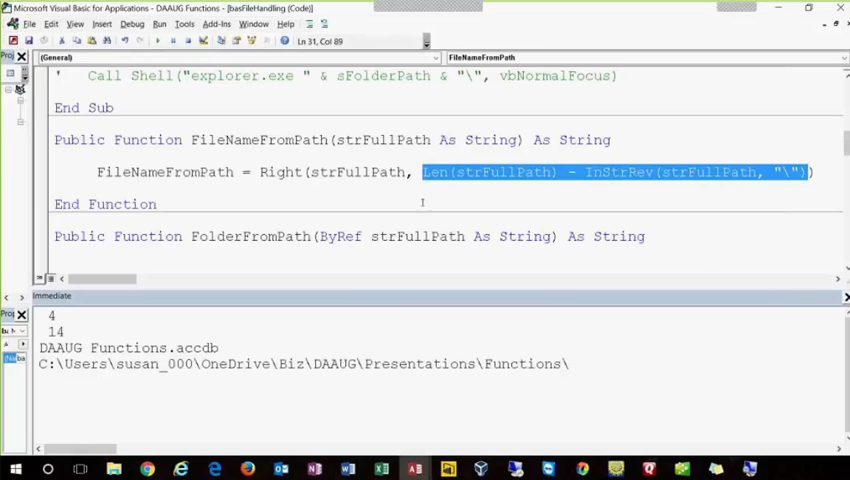 Microsoft Visual Basic for Applications - DAAUG Functions - [basFileHandling (Code)]
File Edit View Insert Debug Run Tools Add-Ins Window Help
Ln 31, Col 89
Proj
(General)
FileNameFromPath
' Call Shell("explorer.exe " & sFolderPath & "\", vbNormalFocus)
End Sub
Public Function FileNameFromPath(strFullPath As String) As String
FileNameFromPath = Right(strFullPath, Len(strFullPath) - InStrRev(strFullPath, "\"))
End Function
Public Function FolderFromPath(ByRef strFullPath As String) As String
Immediate
4
14
DAAUG Functions.accdb
C:\Users\susan_000\OneDrive\Biz\DAAUG\Presentations\Functions\